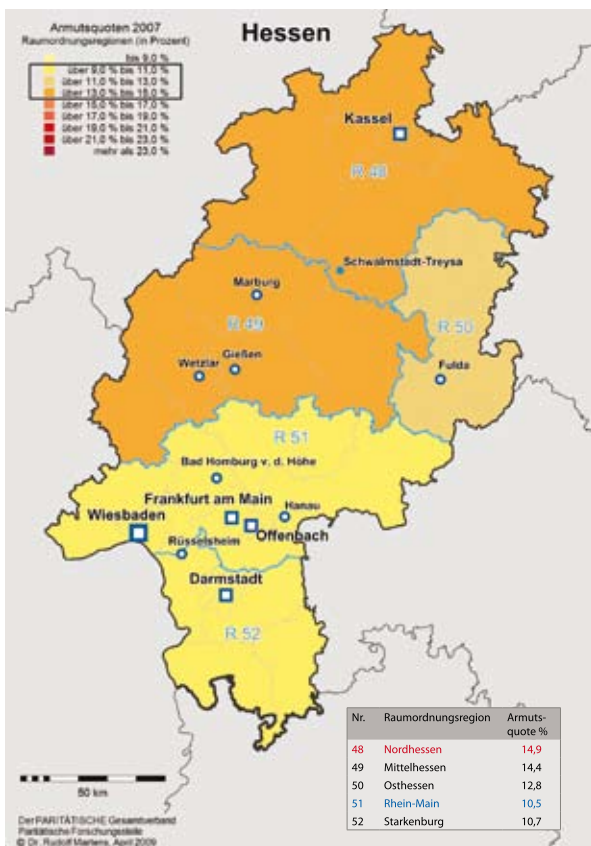 Armutsquoten 2007
Raumordnungsregionen (in Prozent)
bis 9,0 %
über 9,0 % bis 11,0 %
über 11,0 % bis 13,0 %
über 13,0 % bis 15,0 %
über 15,0 % bis 17,0 %
über 17,0 % bis 19,0 %
über 19,0 % bis 21,0 %
über 21,0 % bis 23,0 %
mehr als 23,0 %
Hessen
Kassel
R 48
Schwalmstadt-Treysa
Marburg
R 49
R 50
Gießen
Wetzlar
Fulda
R 51
Bad Homburg v. d. Höhe
Frankfurt am Main
Hanau
Wiesbaden
Offenbach
Rüsselsheim
Darmstadt
R 52
Nr. Raumordnungsregion Armuts-
quote %
48 Nordhessen 14,9
49 Mittelhessen 14,4
50 Osthessen 12,8
51 Rhein-Main 10,5
52 Starkenburg 10,7
50 km
Der PARITÄTISCHE Gesamtverband
Paritätische Forschungsstelle
© Dr. Rudolf Martens, April 2009